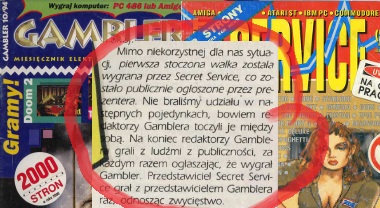 Wygraj komputer: PC 486 lub Amiga
GAMBLER 10/94
GAMBLER
MIESIĘCZNIK ELEK
Gramy!
Doom 2
2000
STRON
STRONY
AMIGA
ATARI ST • IBM PC • COMMODORE
SERVICE
NA
PRAC
Mimo niekorzystnej dla nas sytua-
cji, pierwsza stoczona walka została
wygrana przez Secret Service, co zo-
stało publicznie ogłoszone przez pre-
zentera. Nie braliśmy udziału w na-
stępnych pojedynkach, bowiem re-
daktorzy Gamblera toczyli je między
sobą. Na koniec redaktorzy Gamble-
ra grali z ludźmi z publiczności, za
każdym razem ogłaszając, że wygrał
Gambler. Przedstawiciel Secret Servi-
ce grał z przedstawicielem Gamblera
raz, odnosząc zwycięstwo.